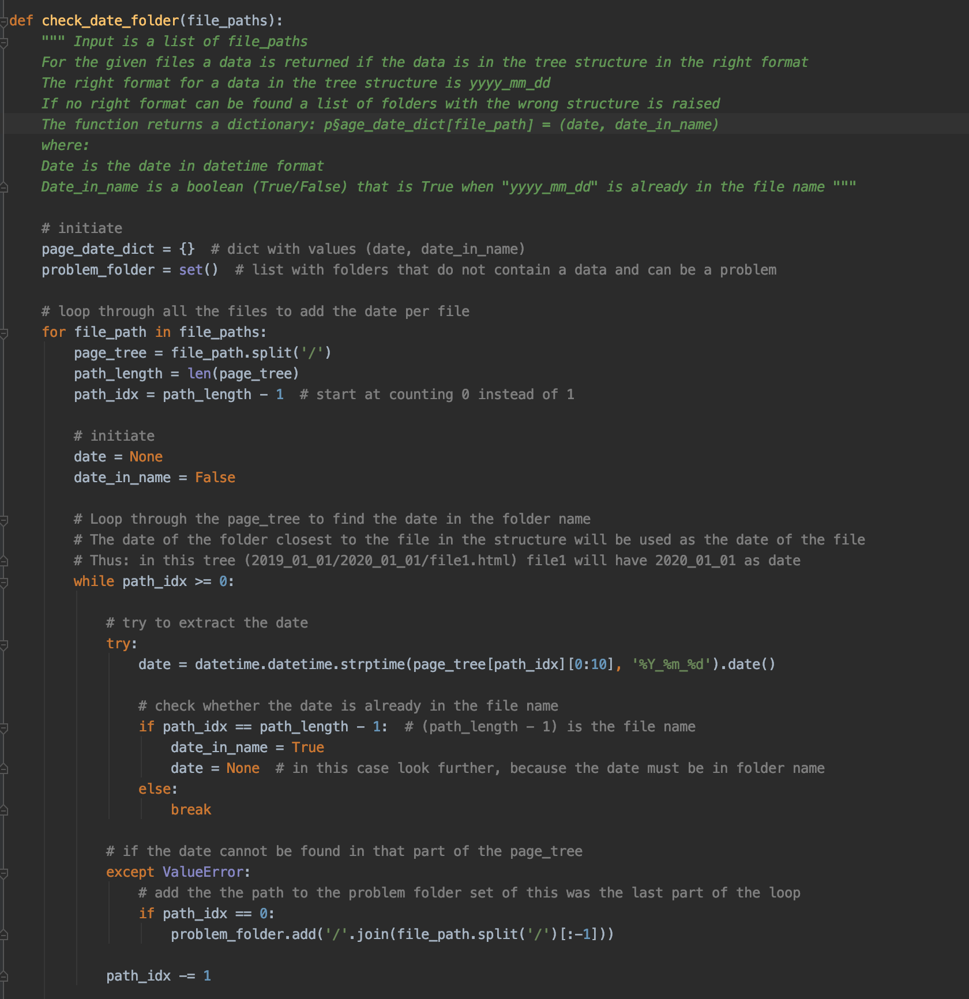 def check_date_folder(file_paths):
    """ Input is a list of file_paths
    For the given files a data is returned if the data is in the tree structure in the right format
    The right format for a data in the tree structure is yyyy_mm_dd
    If no right format can be found a list of folders with the wrong structure is raised
    The function returns a dictionary: p§age_date_dict[file_path] = (date, date_in_name)
    where:
    Date is the date in datetime format
    Date_in_name is a boolean (True/False) that is True when "yyyy_mm_dd" is already in the file name """

    # initiate
    page_date_dict = {}  # dict with values (date, date_in_name)
    problem_folder = set()  # list with folders that do not contain a data and can be a problem

    # loop through all the files to add the date per file
    for file_path in file_paths:
        page_tree = file_path.split('/')
        path_length = len(page_tree)
        path_idx = path_length - 1  # start at counting 0 instead of 1

        # initiate
        date = None
        date_in_name = False

        # Loop through the page_tree to find the date in the folder name
        # The date of the folder closest to the file in the structure will be used as the date of the file
        # Thus: in this tree (2019_01_01/2020_01_01/file1.html) file1 will have 2020_01_01 as date
        while path_idx >= 0:

            # try to extract the date
            try:
                date = datetime.datetime.strptime(page_tree[path_idx][0:10], '%Y_%m_%d').date()

                # check whether the date is already in the file name
                if path_idx == path_length - 1:  # (path_length - 1) is the file name
                    date_in_name = True
                    date = None  # in this case look further, because the date must be in folder name
                else:
                    break

            # if the date cannot be found in that part of the page_tree
            except ValueError:
                # add the the path to the problem folder set of this was the last part of the loop
                if path_idx == 0:
                    problem_folder.add('/'.join(file_path.split('/')[:-1]))

            path_idx -= 1